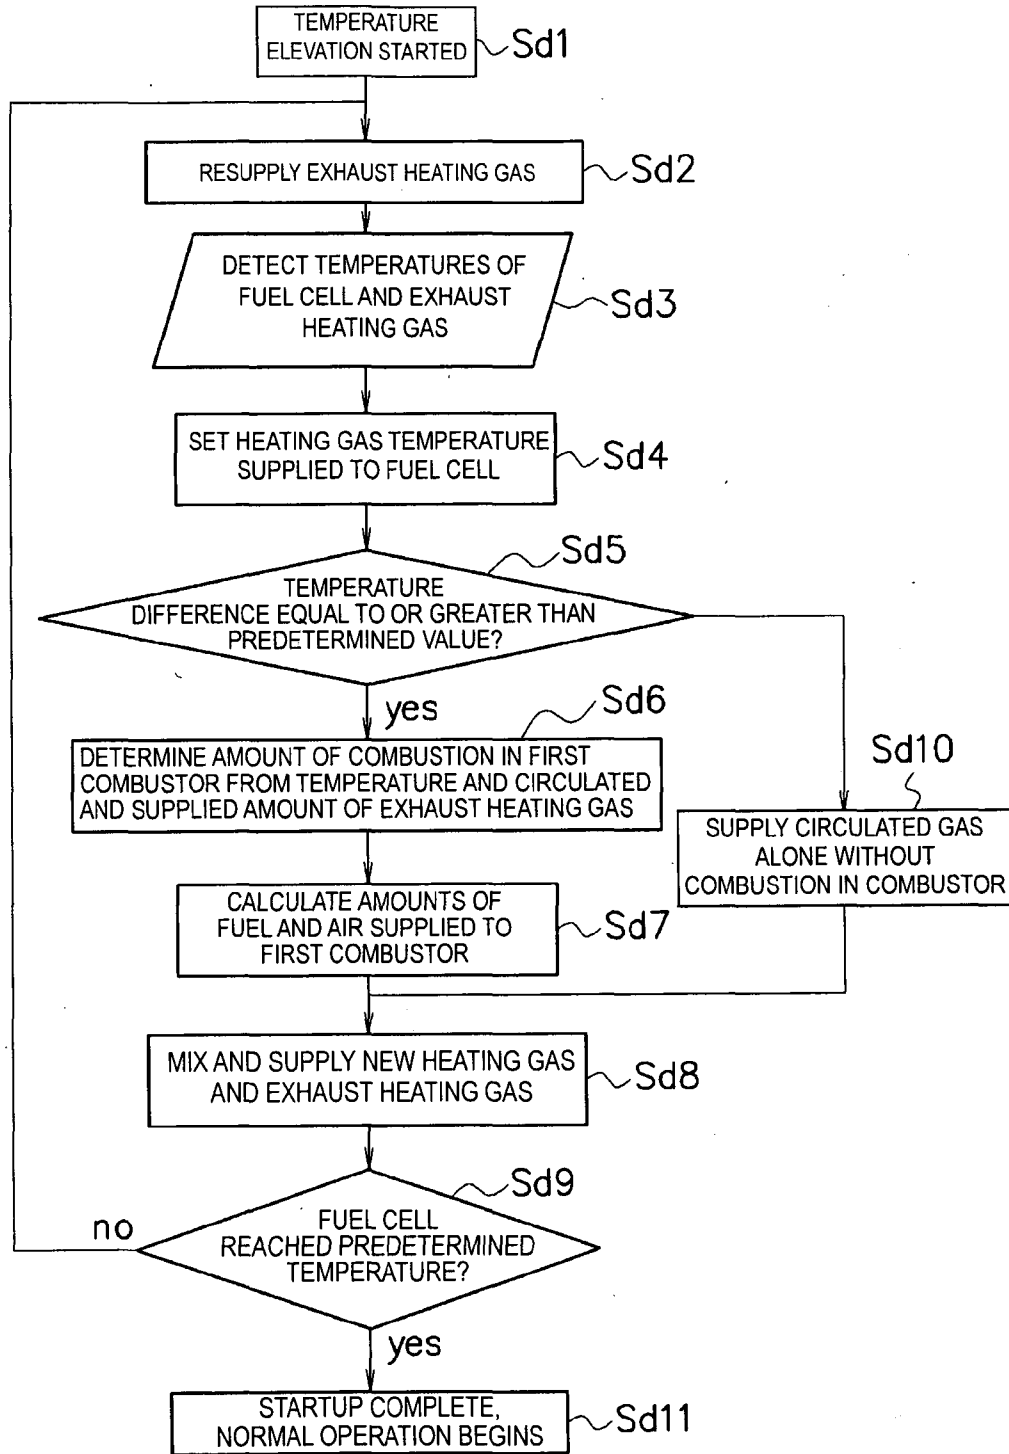 TEMPERATURE
ELEVATION STARTED
Sd1
RESUPPLY EXHAUST HEATING GAS
Sd2
DETECT TEMPERATURES OF
FUEL CELL AND EXHAUST
HEATING GAS
Sd3
SET HEATING GAS TEMPERATURE
SUPPLIED TO FUEL CELL
Sd4
Sd5
TEMPERATURE
DIFFERENCE EQUAL TO OR GREATER THAN
PREDETERMINED VALUE?
yes
Sd6
DETERMINE AMOUNT OF COMBUSTION IN FIRST
COMBUSTOR FROM TEMPERATURE AND CIRCULATED
AND SUPPLIED AMOUNT OF EXHAUST HEATING GAS
Sd10
SUPPLY CIRCULATED GAS
ALONE WITHOUT
COMBUSTION IN COMBUSTOR
CALCULATE AMOUNTS OF
FUEL AND AIR SUPPLIED TO
FIRST COMBUSTOR
Sd7
MIX AND SUPPLY NEW HEATING GAS
AND EXHAUST HEATING GAS
Sd8
Sd9
no
FUEL CELL
REACHED PREDETERMINED
TEMPERATURE?
yes
STARTUP COMPLETE,
NORMAL OPERATION BEGINS
Sd11